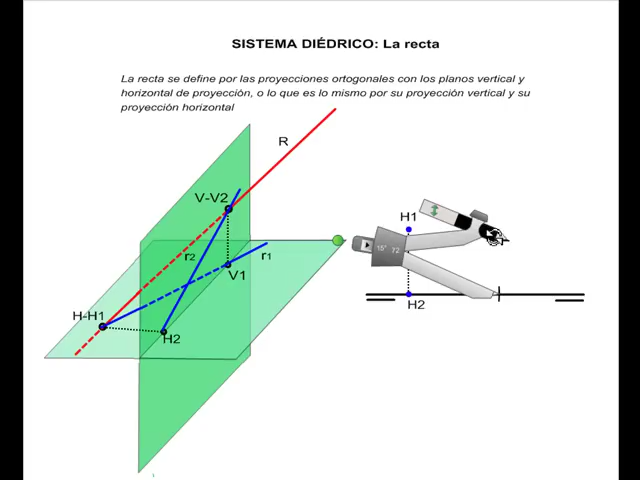 SISTEMA DIÉDRICO: La recta
La recta se define por las proyecciones ortogonales con los planos vertical y
horizontal de proyección, o lo que es lo mismo por su proyección vertical y su
proyección horizontal
R
V-V2
H1
15° 72
r2
r1
V1
H-H1
H2
H2